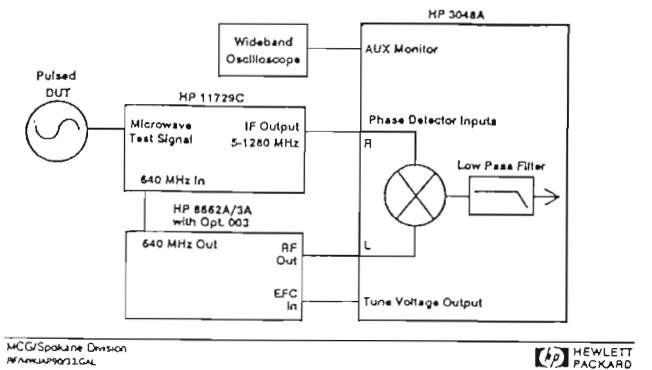 HP 3048A
Wideband
Oscilloscope
AUX Monitor
Pulsed
DUT
HP 11729C
Microwave
Test Signal
IF Output
5-1280 MHz
640 MHz In
Phase Detector Inputs
R
Low Pass Filter
HP 8662A/3A
with Opt. 003
640 MHz Out
RF
Out
L
EFC
In
Tune Voltage Output
MCG/Spokane Division
hp
HEWLETT
PACKARD